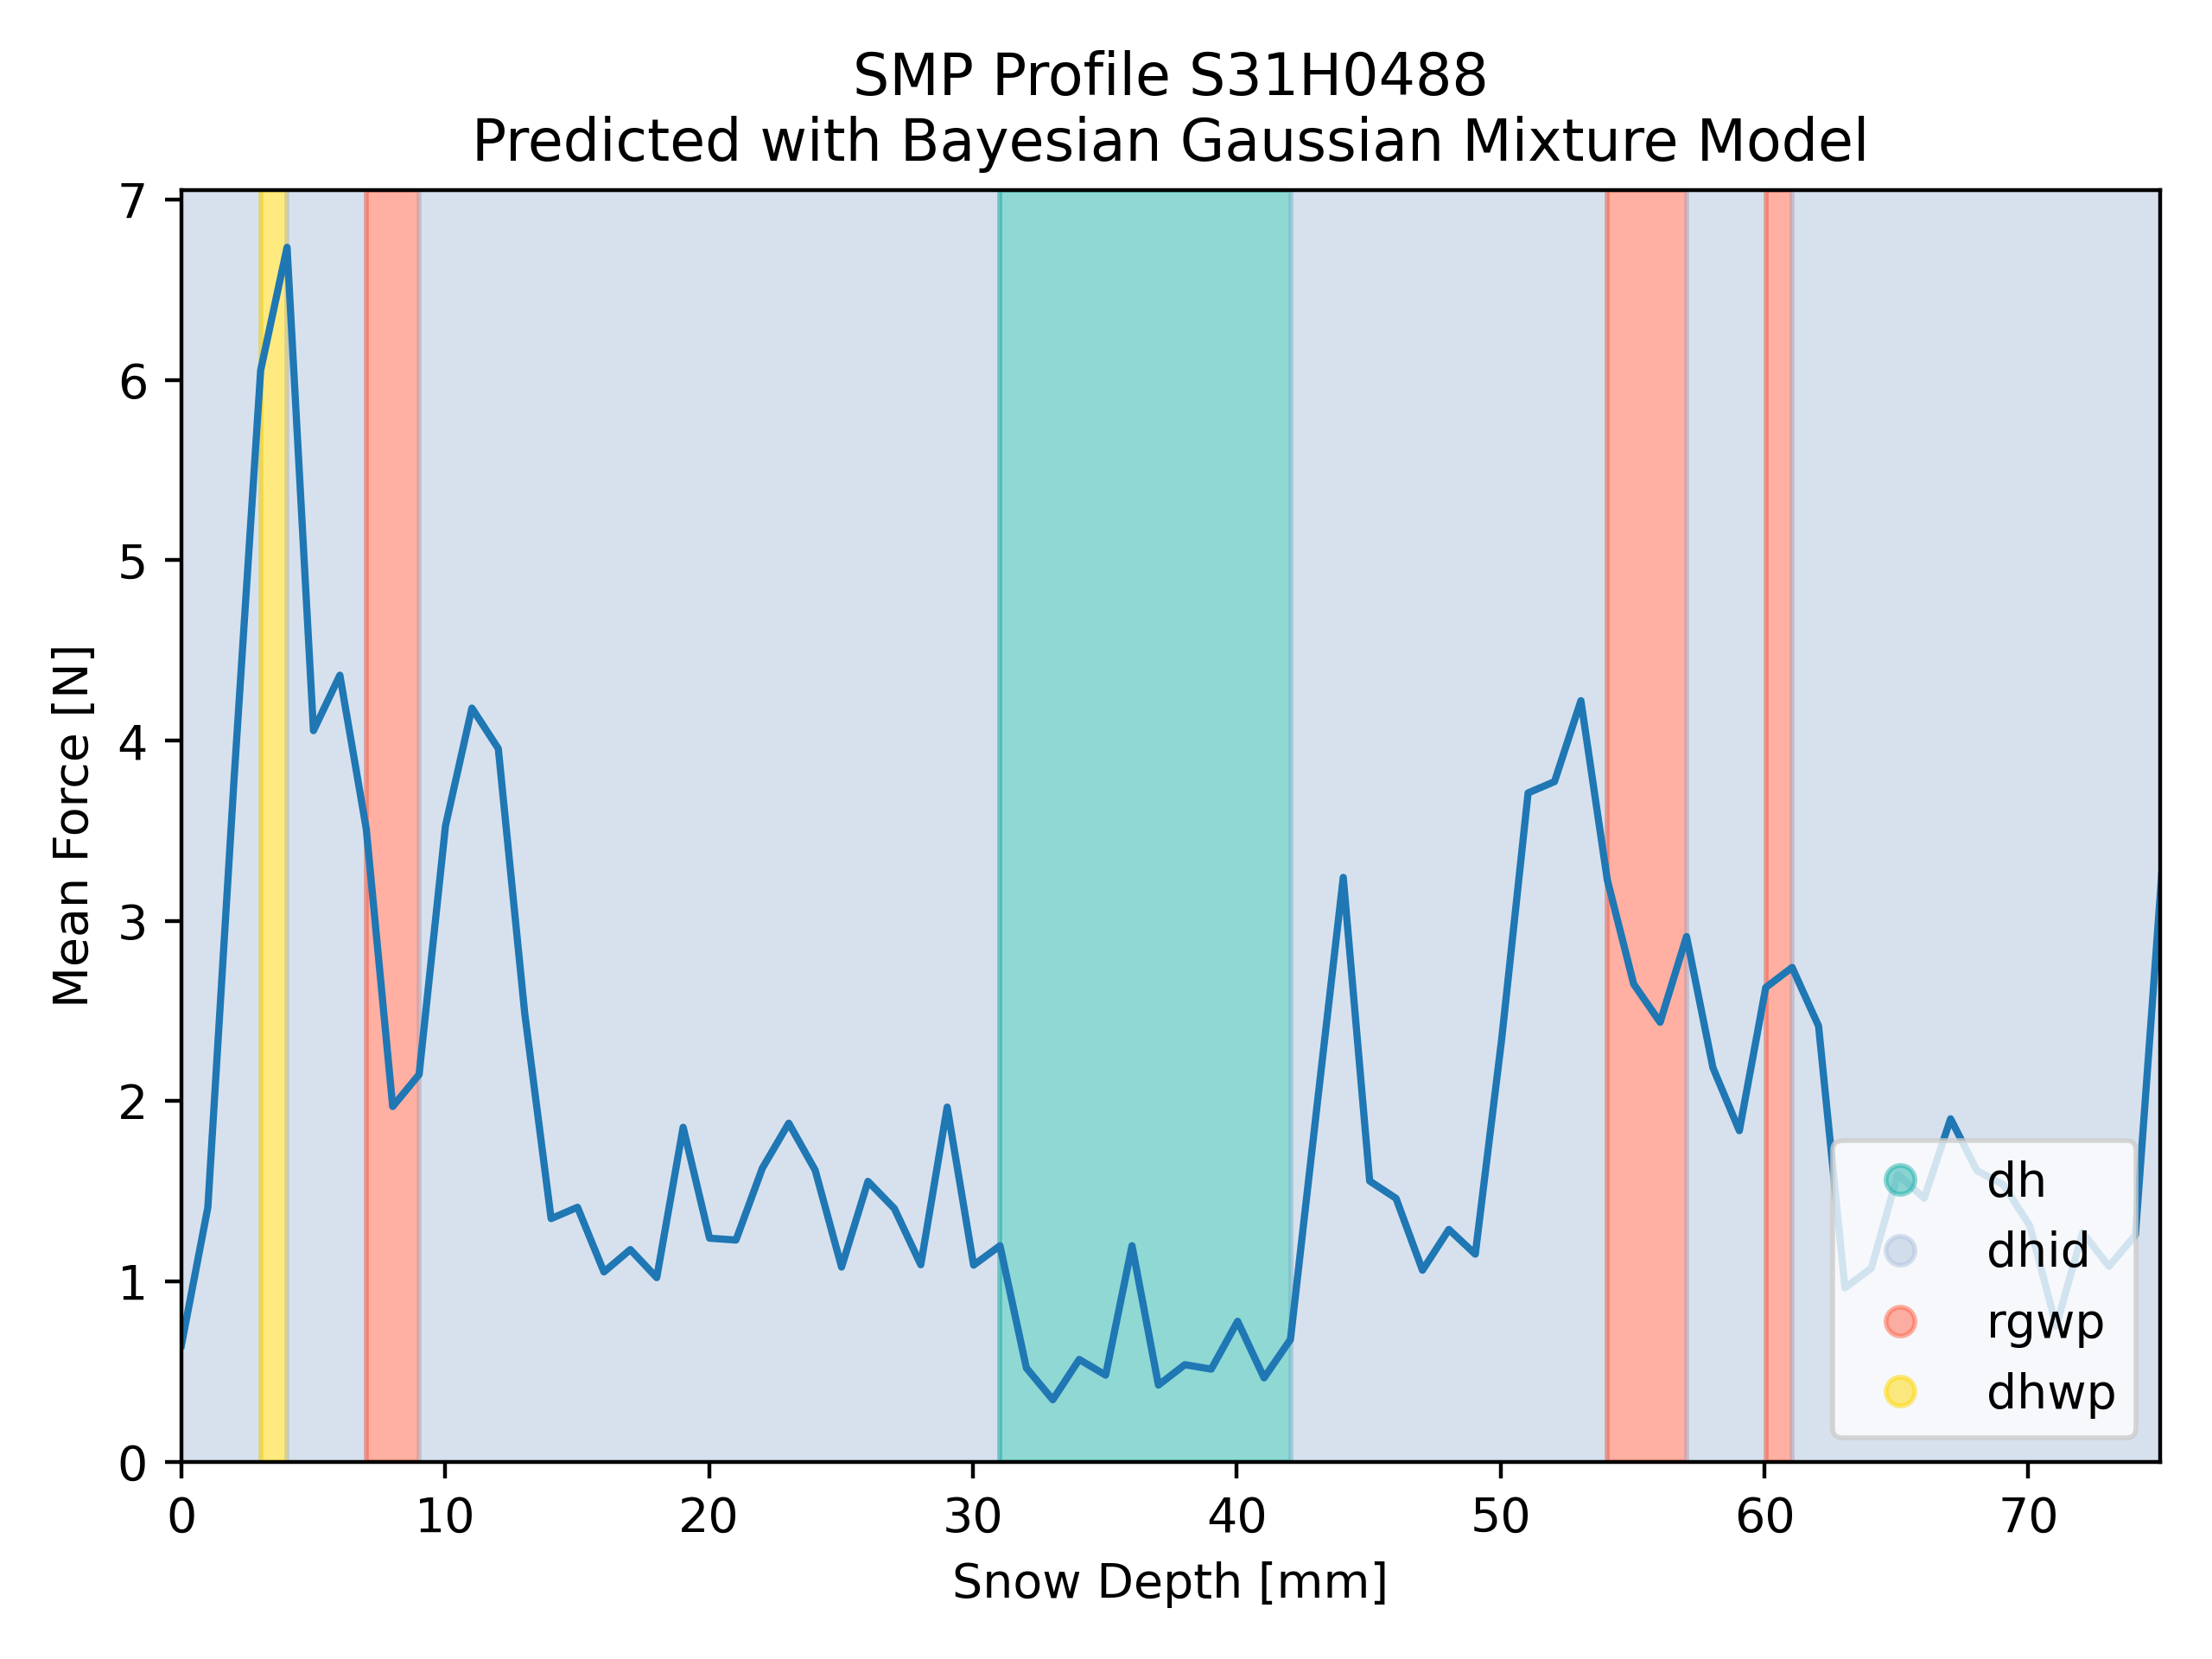 SMP Profile S31H0488
Predicted with Bayesian Gaussian Mixture Model
7
6
5
4
3
2
1
0
Mean Force [N]
0 10 20 30 40 50 60 70
Snow Depth [mm]
dh
dhid
rgwp
dhwp